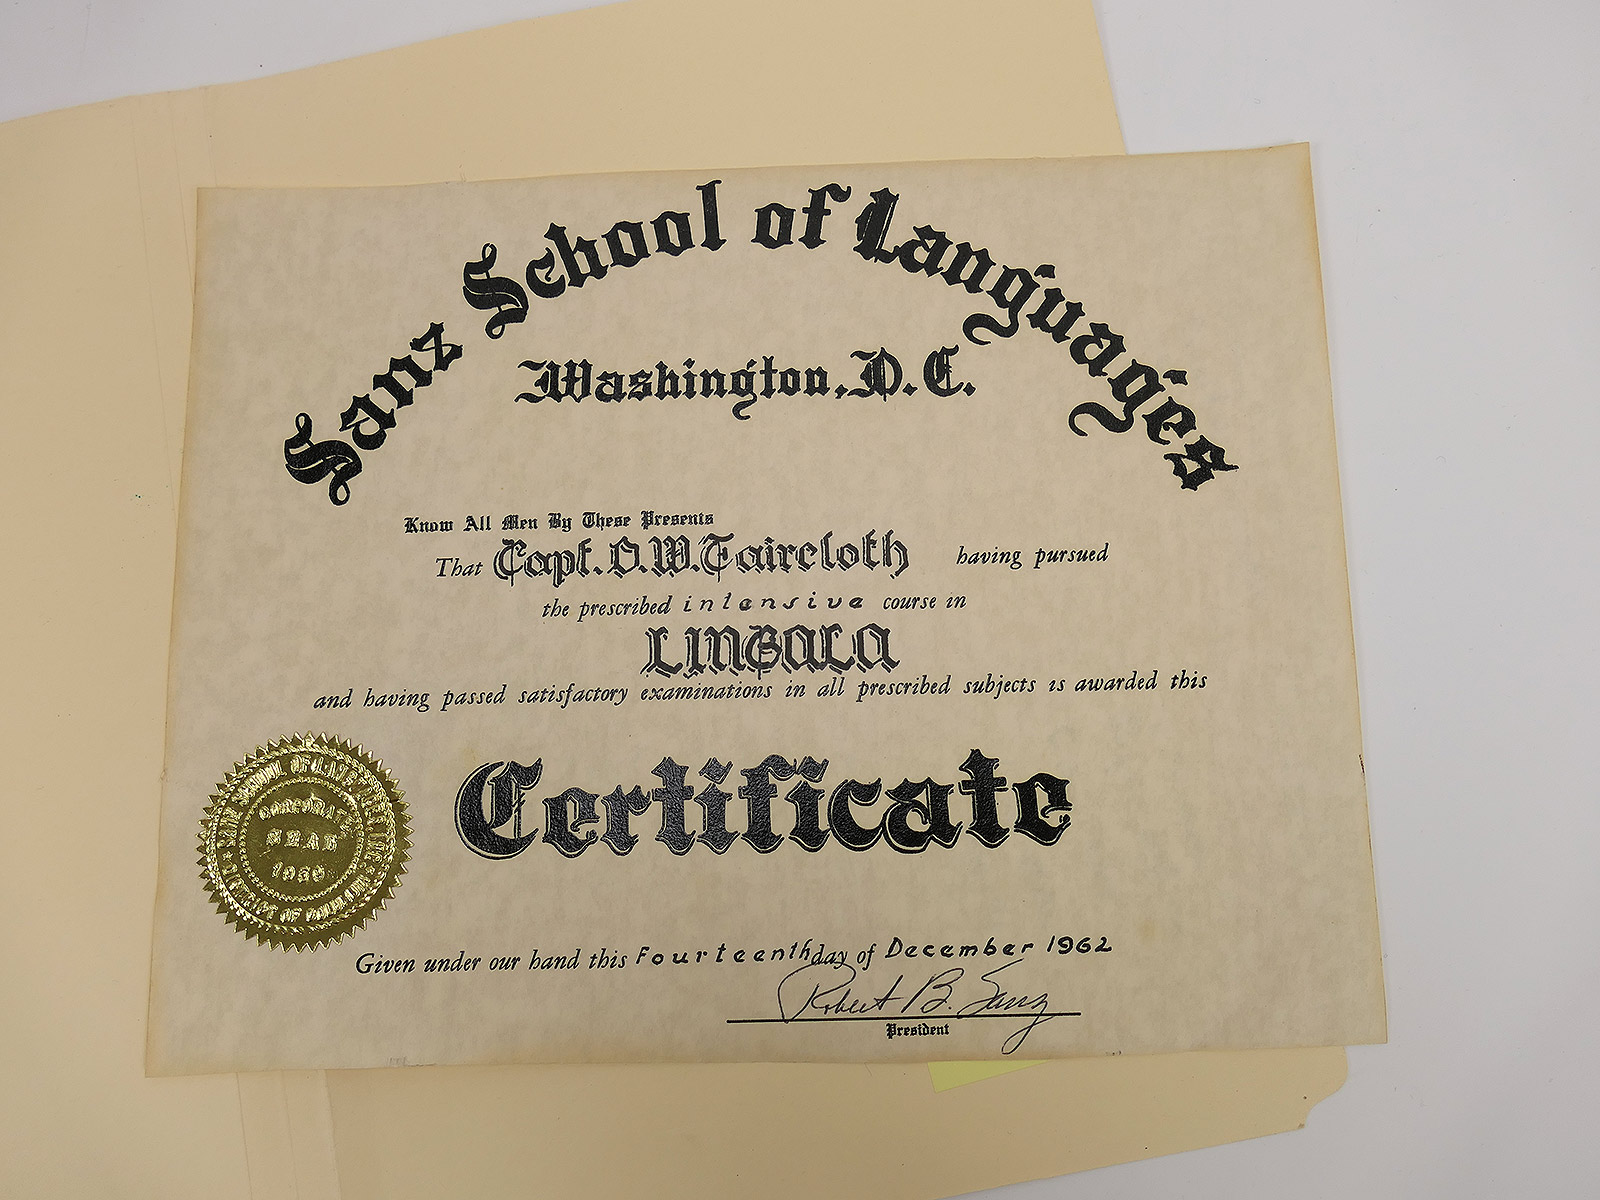 Sanz School of Languages
Washington, D.C.
Know All Men By These Presents
That Capt. O.W. Faircloth having pursued
the prescribed intensive course in
LINGALA
and having passed satisfactory examinations in all prescribed subjects is awarded this
Certificate
CORPORATE
SEAL
Given under our hand this Fourteenth day of December 1962
Robert B. Sanz
President